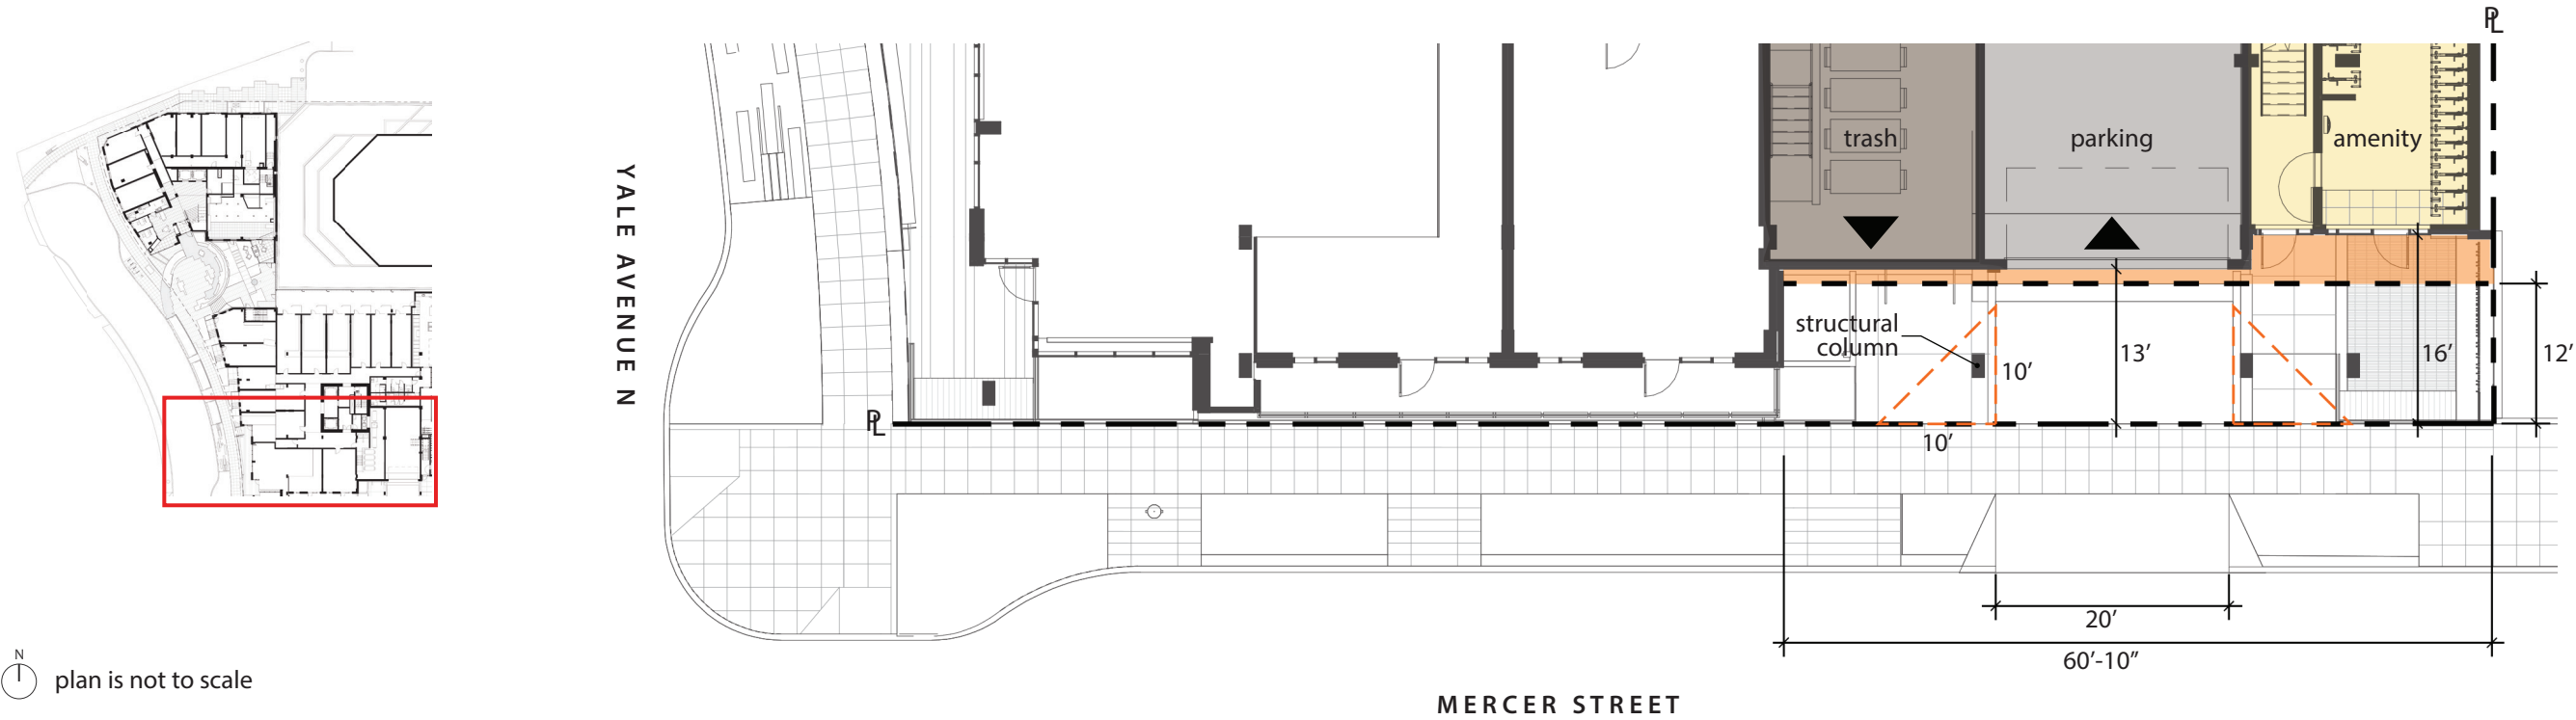 N
plan is not to scale
YALE AVENUE N
PL
PL
trash
parking
amenity
structural
column
10’
10’
13’
16’
12’
20’
60’-10”
MERCER STREET